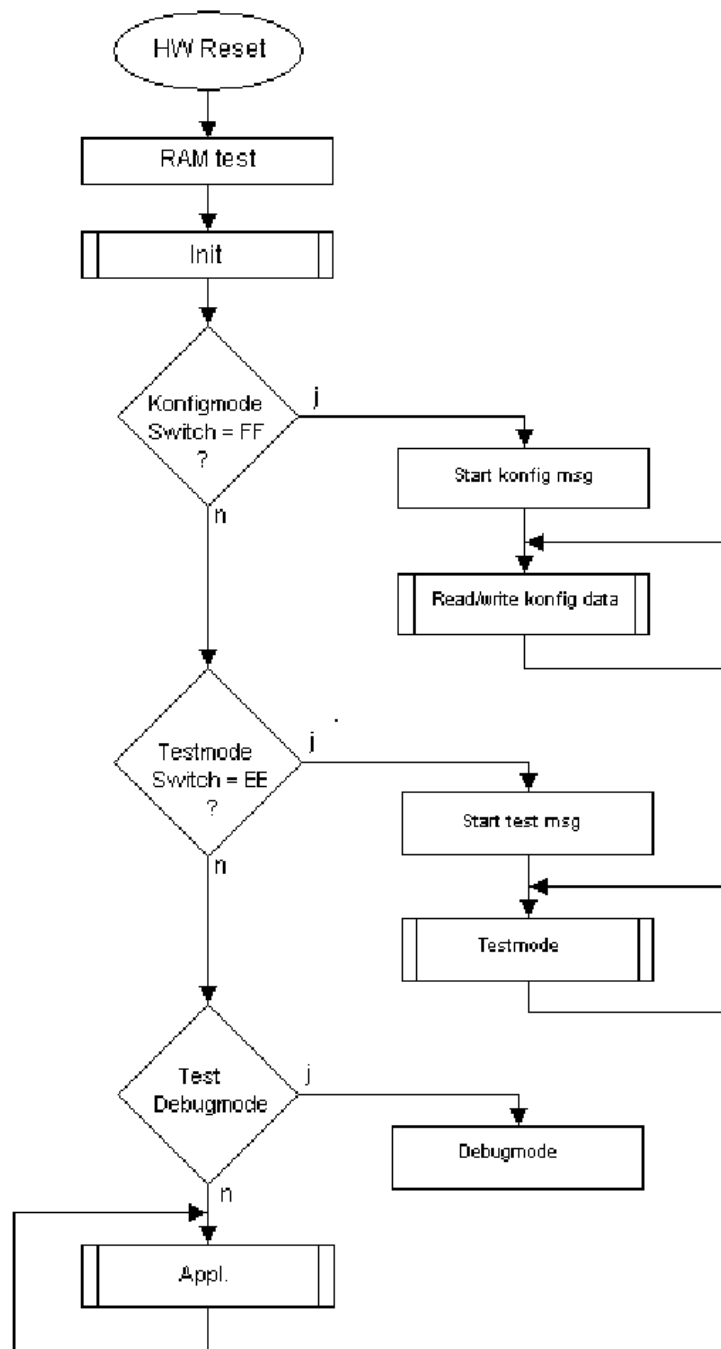 HW Reset
RAM test
Init
Konfigmode
Switch = FF
?
j
n
Start konfig msg
Read/write konfig data
Testmode
Switch = EE
?
j
n
Start test msg
Testmode
Test
Debugmode
j
n
Debugmode
Appl.